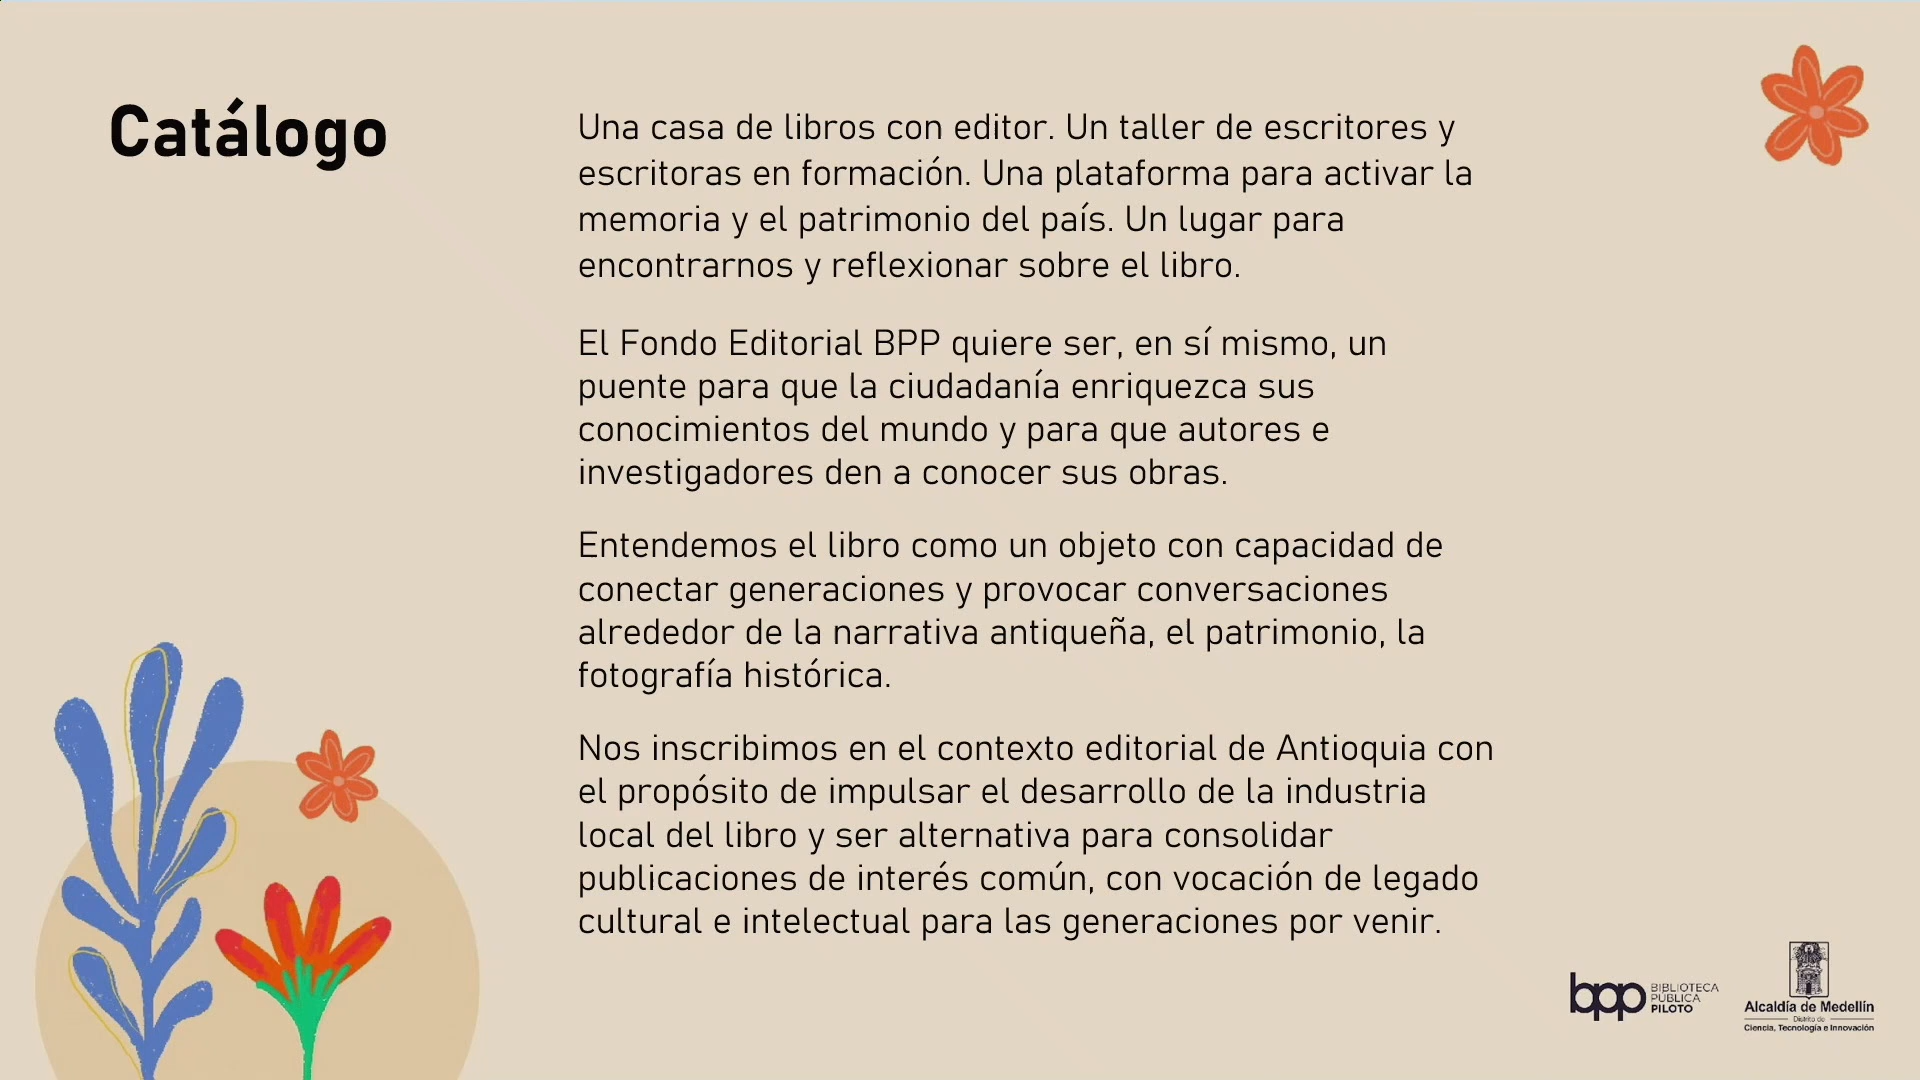 Catálogo
Una casa de libros con editor. Un taller de escritores y
escritoras en formación. Una plataforma para activar la
memoria y el patrimonio del país. Un lugar para
encontrarnos y reflexionar sobre el libro.
El Fondo Editorial BPP quiere ser, en sí mismo, un
puente para que la ciudadanía enriquezca sus
conocimientos del mundo y para que autores e
investigadores den a conocer sus obras.
Entendemos el libro como un objeto con capacidad de
conectar generaciones y provocar conversaciones
alrededor de la narrativa antiqueña, el patrimonio, la
fotografía histórica.
Nos inscribimos en el contexto editorial de Antioquia con
el propósito de impulsar el desarrollo de la industria
local del libro y ser alternativa para consolidar
publicaciones de interés común, con vocación de legado
cultural e intelectual para las generaciones por venir.
bpp
BIBLIOTECA
PÚBLICA
PILOTO
Alcaldía de Medellín
Distrito de
Ciencia, Tecnología e Innovación